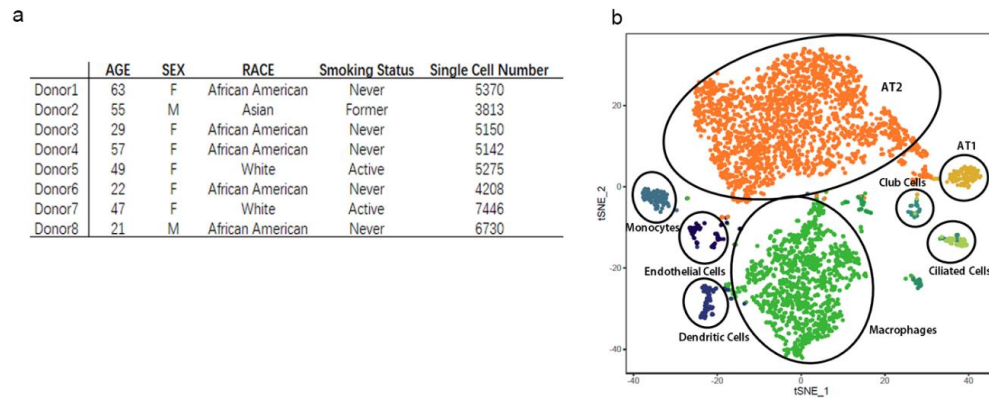 a
AGE SEX RACE Smoking Status Single Cell Number
Donor1 63 F African American Never 5370
Donor2 55 M Asian Former 3813
Donor3 29 F African American Never 5150
Donor4 57 F African American Never 5142
Donor5 49 F White Active 5275
Donor6 22 F African American Never 4208
Donor7 47 F White Active 7446
Donor8 21 M African American Never 6730
b
AT2
AT1
Club Cells
Monocytes
Endothelial Cells
Ciliated Cells
Dendritic Cells
Macrophages
tSNE_2
20
0
-20
-40
-40 -20 0 20 40
tSNE_1